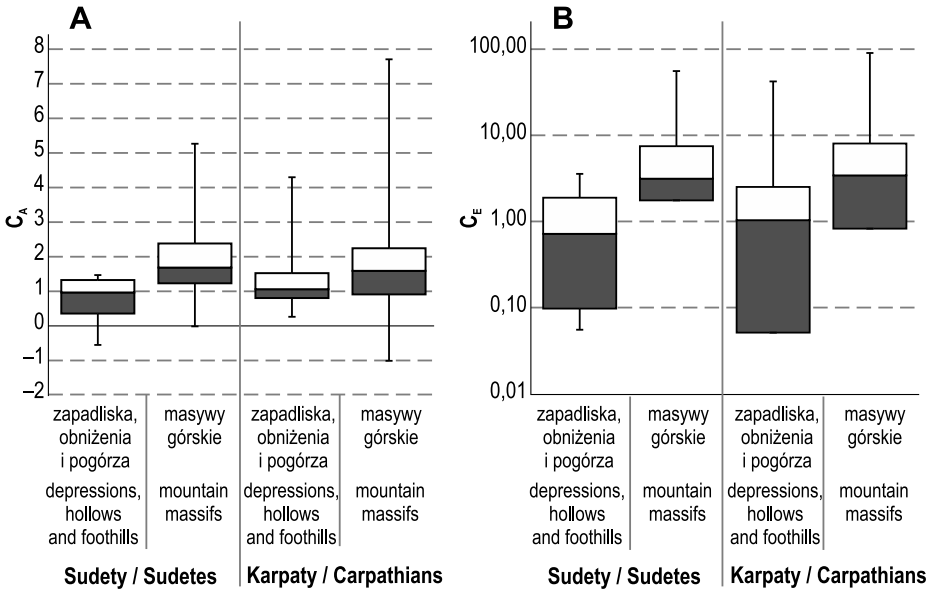 A
8
7
6
5
4
3
2
1
0
–1
–2
C_A
zapadliska,
obniżenia
i pogórza
masywy
górskie
zapadliska,
obniżenia
i pogórza
masywy
górskie
depressions,
hollows
and foothills
mountain
massifs
depressions,
hollows
and foothills
mountain
massifs
Sudety / Sudetes
Karpaty / Carpathians
B
100,00
10,00
1,00
0,10
0,01
C_E
zapadliska,
obniżenia
i pogórza
masywy
górskie
zapadliska,
obniżenia
i pogórza
masywy
górskie
depressions,
hollows
and foothills
mountain
massifs
depressions,
hollows
and foothills
mountain
massifs
Sudety / Sudetes
Karpaty / Carpathians